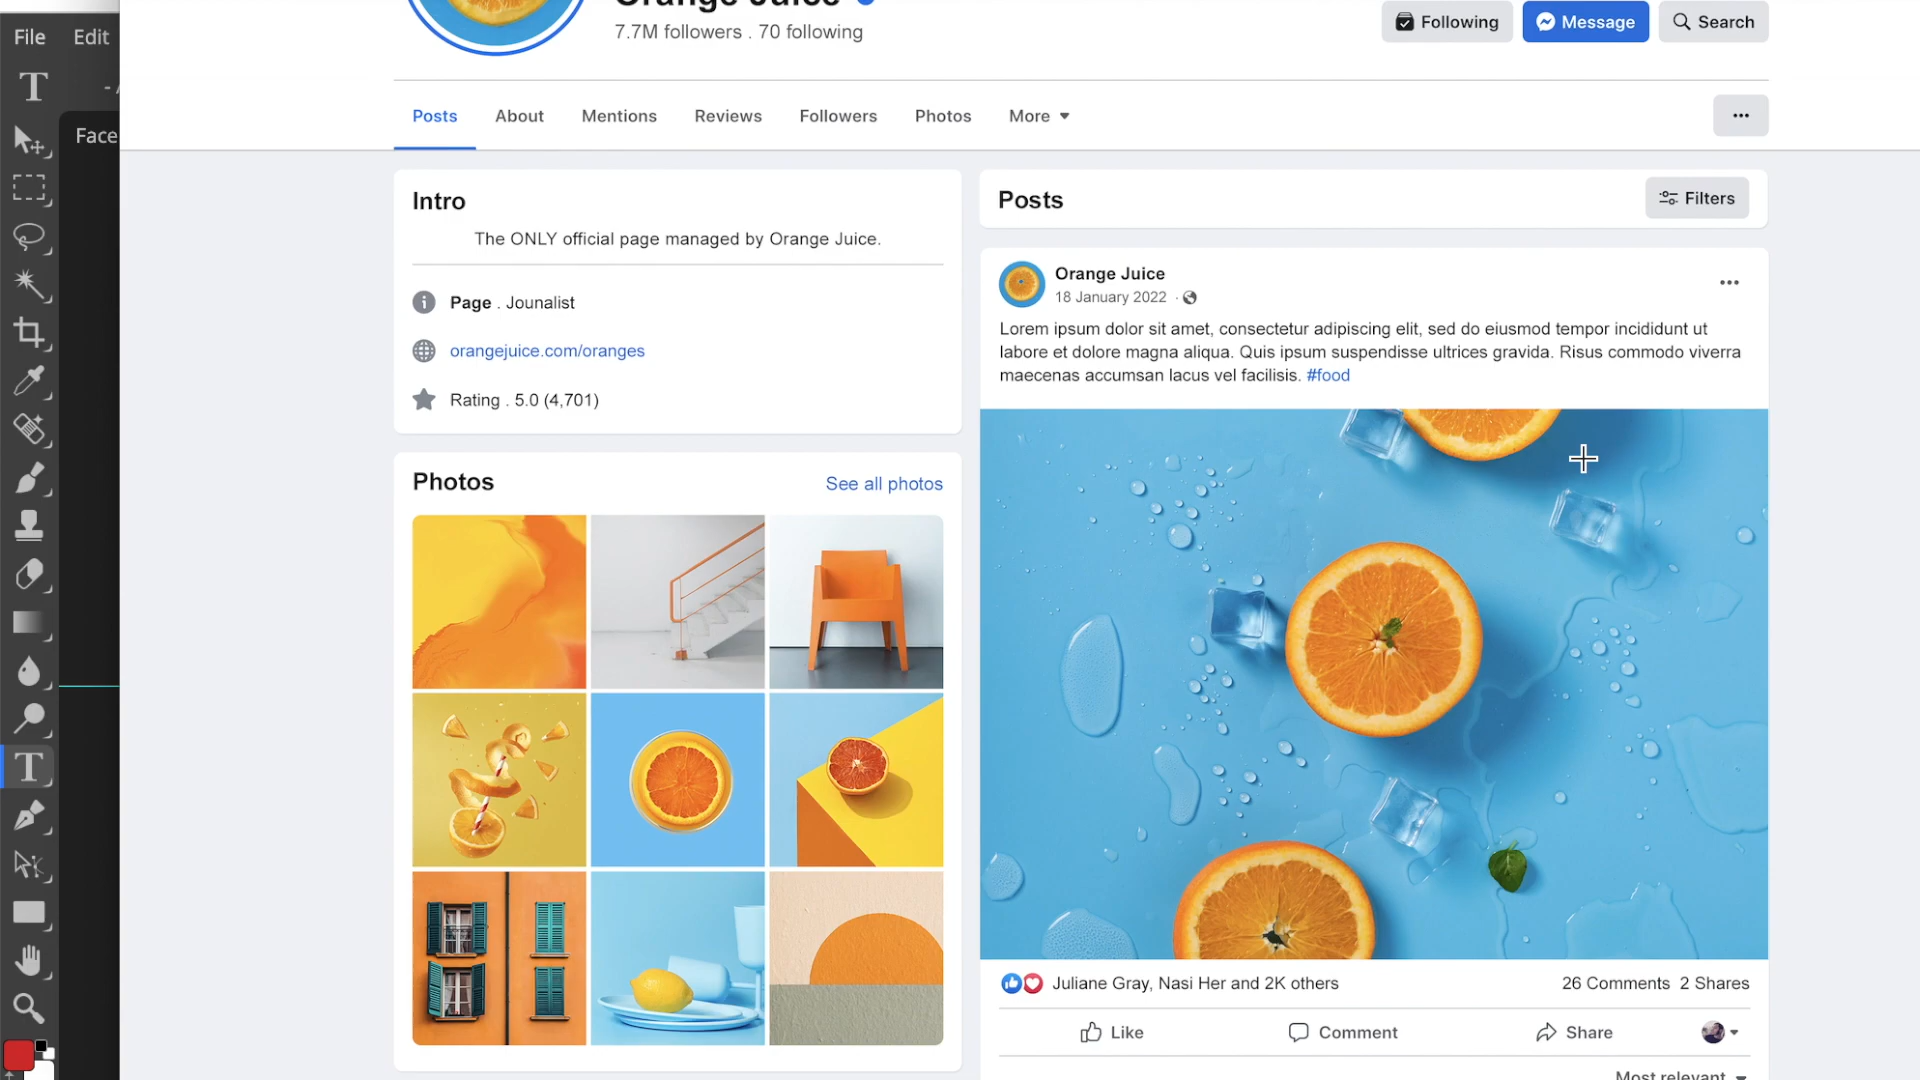 File Edit
T
- A
Face
Orange Juice
7.7M followers . 70 following
Following
Message
Search
Posts About Mentions Reviews Followers Photos More
Intro
The ONLY official page managed by Orange Juice.
Page . Jounalist
orangejuice.com/oranges
Rating . 5.0 (4,701)
Photos
See all photos
Posts
Filters
Orange Juice
18 January 2022 ·
Lorem ipsum dolor sit amet, consectetur adipiscing elit, sed do eiusmod tempor incididunt ut
labore et dolore magna aliqua. Quis ipsum suspendisse ultrices gravida. Risus commodo viverra
maecenas accumsan lacus vel facilisis. #food
Juliane Gray, Nasi Her and 2K others
26 Comments 2 Shares
Like
Comment
Share
Most relevant
T